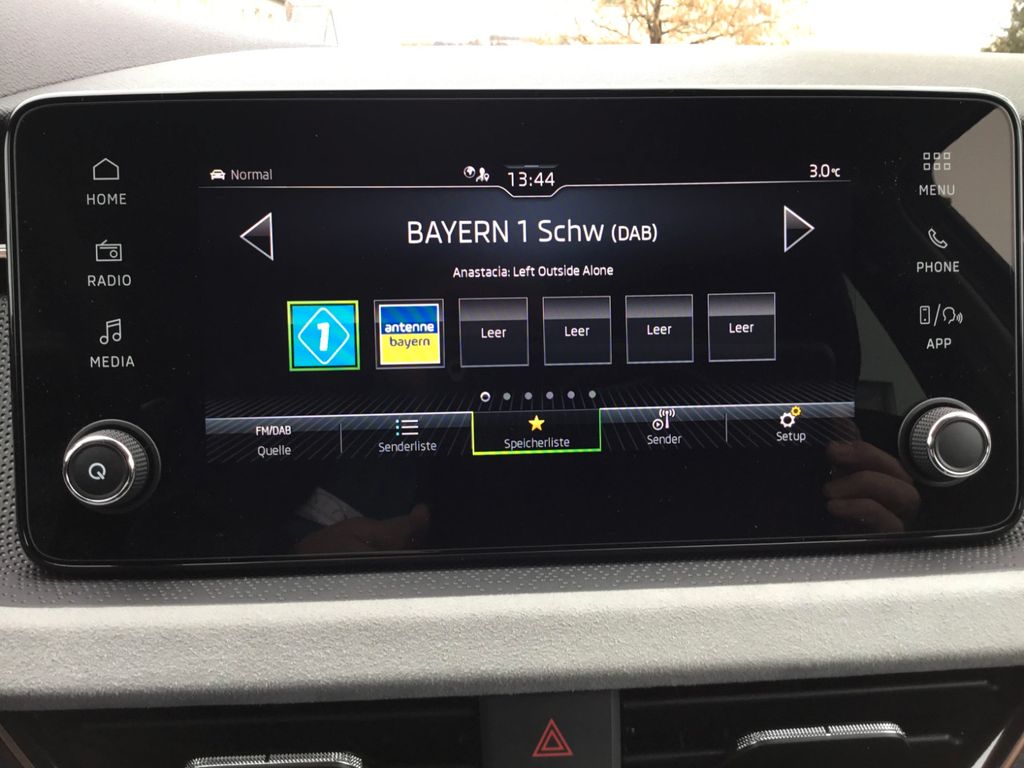 Normal
13:44
3.0°C
HOME
RADIO
MEDIA
MENU
PHONE
APP
BAYERN 1 Schw (DAB)
Anastacia: Left Outside Alone
1
antenne
bayern
Leer
Leer
Leer
Leer
FM/DAB
Quelle
Senderliste
Speicherliste
Sender
Setup